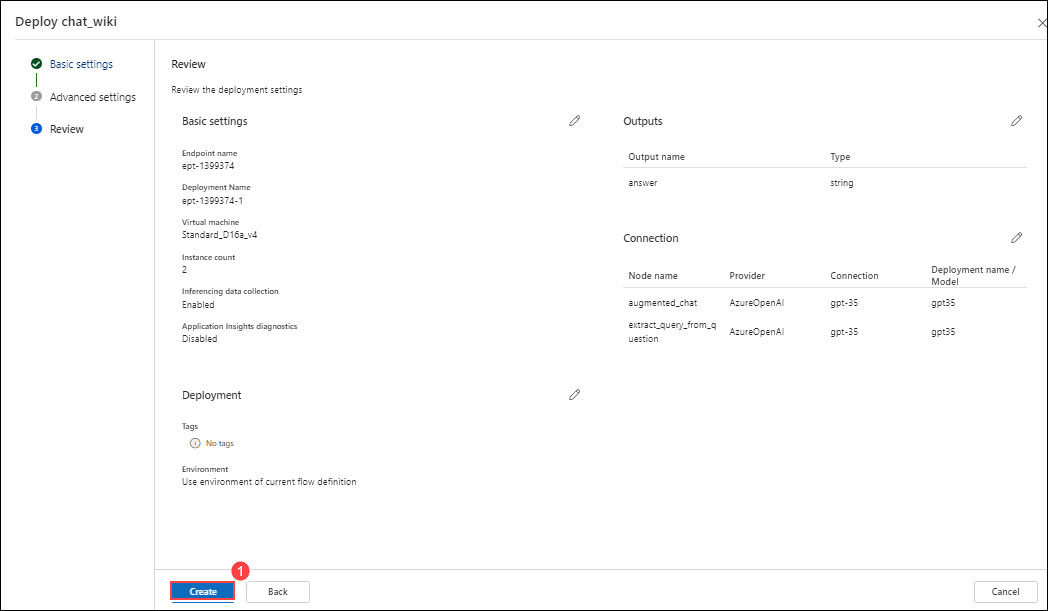 Deploy chat_wiki
Basic settings
2
Advanced settings
3
Review
Review
Review the deployment settings
Basic settings
Endpoint name
ept-1399374
Deployment Name
ept-1399374-1
Virtual machine
Standard_D16a_v4
Instance count
2
Inferencing data collection
Enabled
Application Insights diagnostics
Disabled
Deployment
Tags
No tags
Environment
Use environment of current flow definition
Outputs
Output name Type
answer string
Connection
Node name Provider Connection Deployment name /
Model
augmented_chat AzureOpenAI gpt-35 gpt35
extract_query_from_q
uestion AzureOpenAI gpt-35 gpt35
1
Create Back Cancel